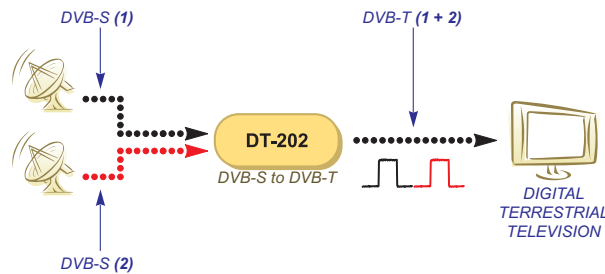 DVB-S (1)
DVB-T (1 + 2)
DT-202
DVB-S to DVB-T
DIGITAL
TERRESTRIAL
TELEVISION
DVB-S (2)